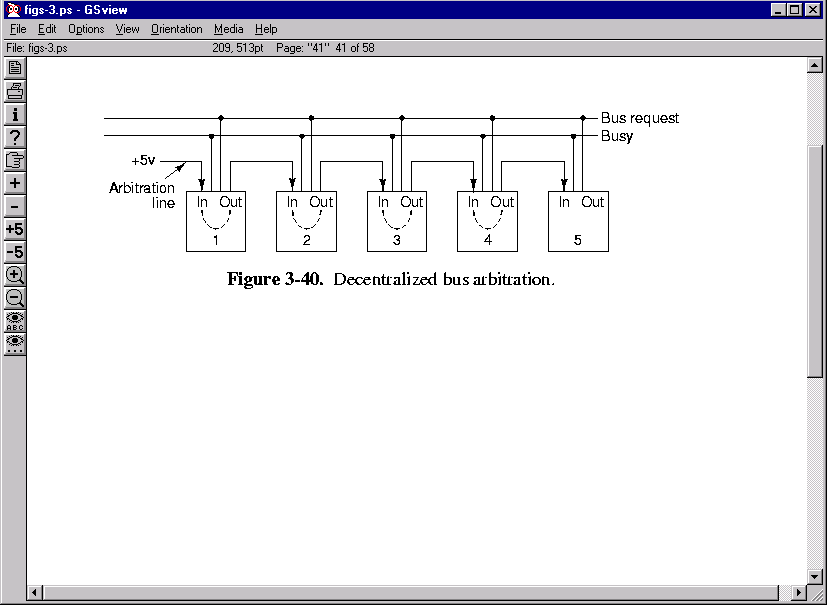 figs-3.ps - GSview
File Edit Options View Orientation Media Help
File: figs-3.ps 209, 513pt Page: "41" 41 of 58
i
?
+
-
+5
-5
ABC
Bus request
Busy
+5v
Arbitration
line
In Out In Out In Out In Out In Out
1 2 3 4 5
Figure 3-40. Decentralized bus arbitration.